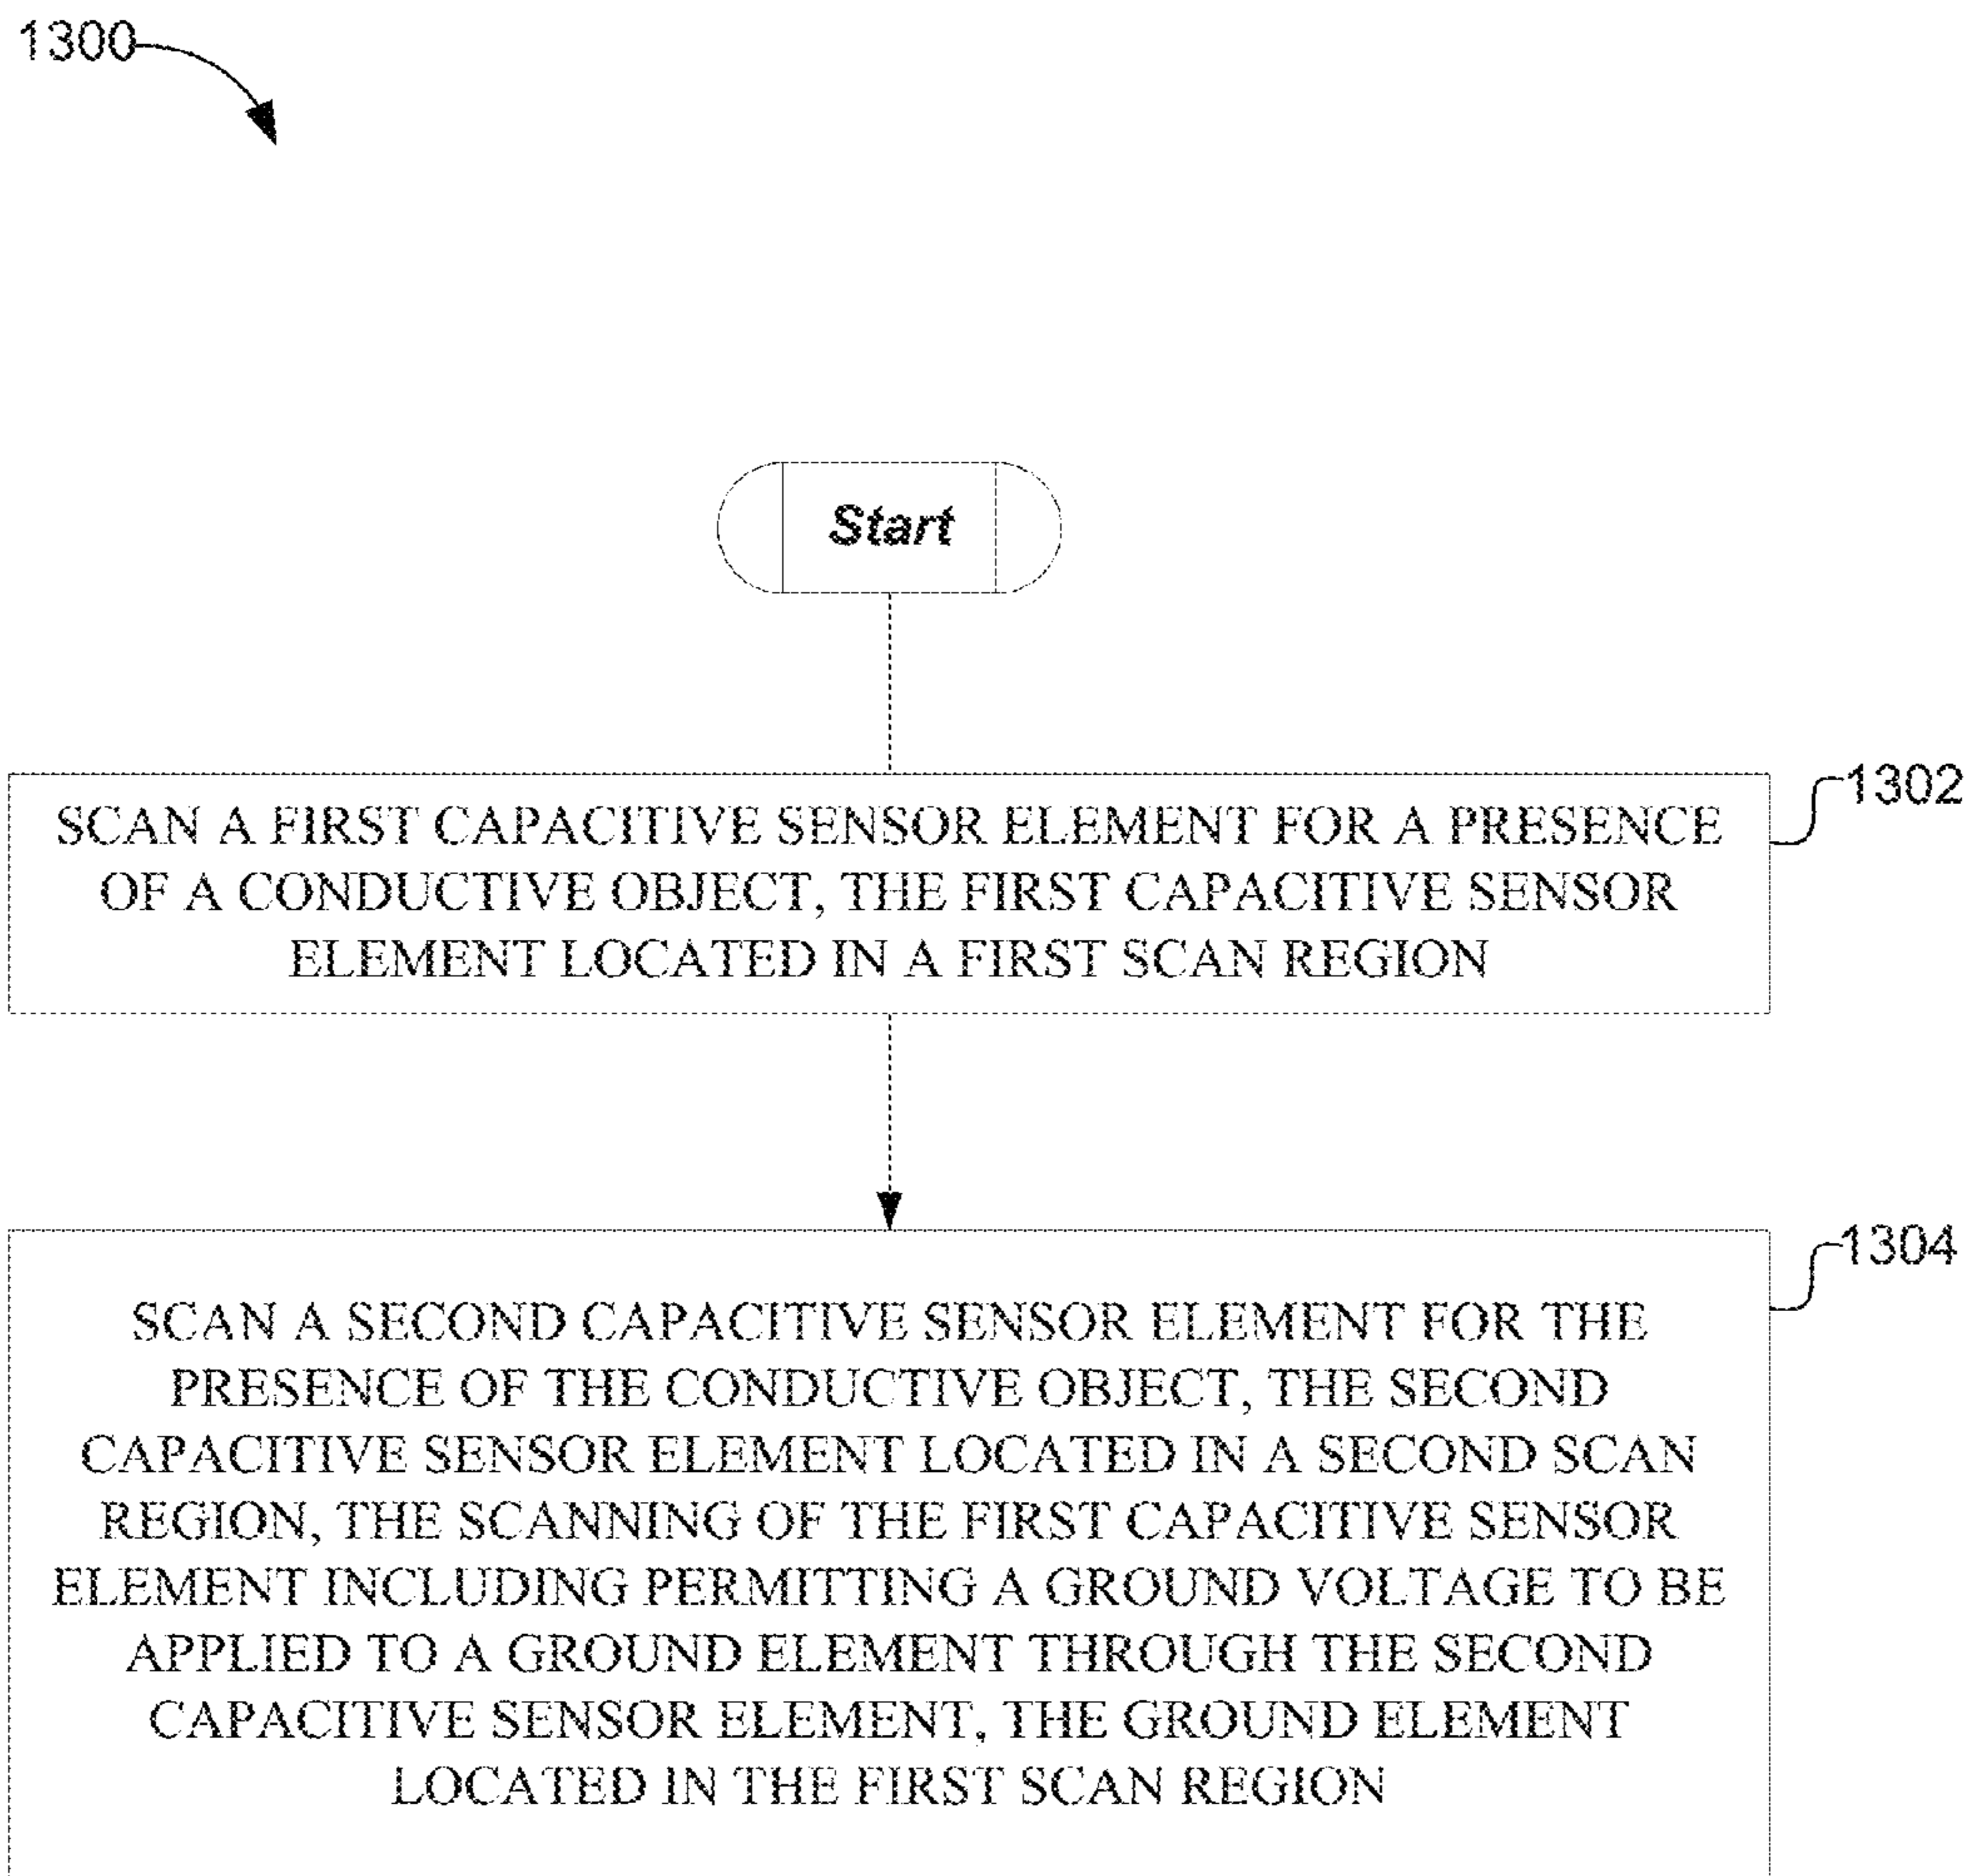 1300
Start
1302
SCAN A FIRST CAPACITIVE SENSOR ELEMENT FOR A PRESENCE
OF A CONDUCTIVE OBJECT, THE FIRST CAPACITIVE SENSOR
ELEMENT LOCATED IN A FIRST SCAN REGION
1304
SCAN A SECOND CAPACITIVE SENSOR ELEMENT FOR THE
PRESENCE OF THE CONDUCTIVE OBJECT, THE SECOND
CAPACITIVE SENSOR ELEMENT LOCATED IN A SECOND SCAN
REGION, THE SCANNING OF THE FIRST CAPACITIVE SENSOR
ELEMENT INCLUDING PERMITTING A GROUND VOLTAGE TO BE
APPLIED TO A GROUND ELEMENT THROUGH THE SECOND
CAPACITIVE SENSOR ELEMENT, THE GROUND ELEMENT
LOCATED IN THE FIRST SCAN REGION